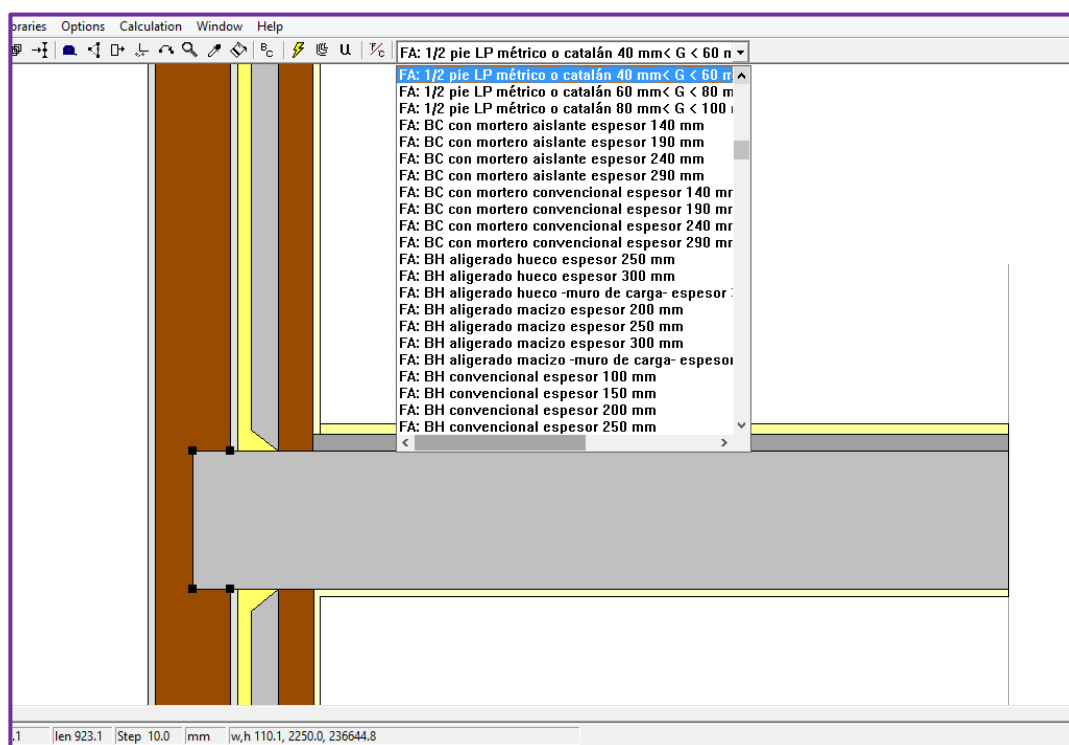 braries Options Calculation Window Help
BC U °F/C FA: 1/2 pie LP métrico o catalán 40 mm< G < 60 n
FA: 1/2 pie LP métrico o catalán 40 mm< G < 60 m
FA: 1/2 pie LP métrico o catalán 60 mm< G < 80 m
FA: 1/2 pie LP métrico o catalán 80 mm< G < 100
FA: BC con mortero aislante espesor 140 mm
FA: BC con mortero aislante espesor 190 mm
FA: BC con mortero aislante espesor 240 mm
FA: BC con mortero aislante espesor 290 mm
FA: BC con mortero convencional espesor 140 mr
FA: BC con mortero convencional espesor 190 mr
FA: BC con mortero convencional espesor 240 mr
FA: BC con mortero convencional espesor 290 mr
FA: BH aligerado hueco espesor 250 mm
FA: BH aligerado hueco espesor 300 mm
FA: BH aligerado hueco -muro de carga- espesor
FA: BH aligerado macizo espesor 200 mm
FA: BH aligerado macizo espesor 250 mm
FA: BH aligerado macizo espesor 300 mm
FA: BH aligerado macizo -muro de carga- espesor
FA: BH convencional espesor 100 mm
FA: BH convencional espesor 150 mm
FA: BH convencional espesor 200 mm
FA: BH convencional espesor 250 mm
.1 len 923.1 Step 10.0 mm w,h 110.1, 2250.0, 236644.8